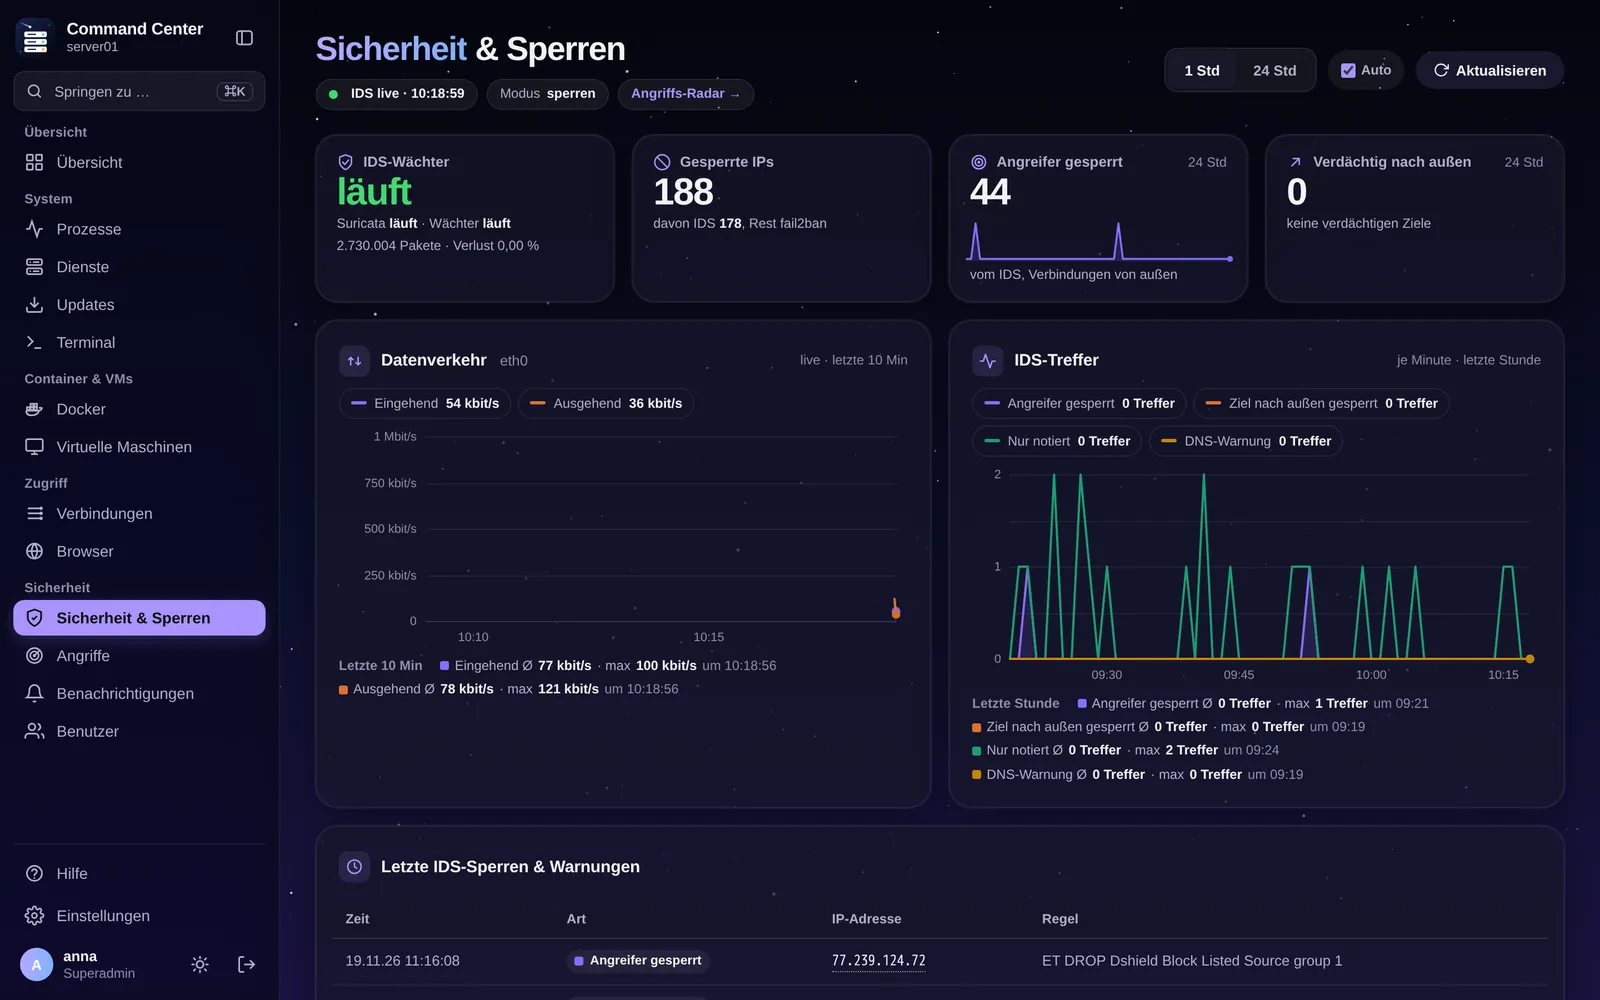 Command Center
server01
Springen zu …
⌘K
Übersicht
Übersicht
System
Prozesse
Dienste
Updates
Terminal
Container & VMs
Docker
Virtuelle Maschinen
Zugriff
Verbindungen
Browser
Sicherheit
Sicherheit & Sperren
Angriffe
Benachrichtigungen
Benutzer
Hilfe
Einstellungen
A
anna
Superadmin
Sicherheit & Sperren
IDS live · 10:18:59
Modus sperren
Angriffs-Radar →
1 Std
24 Std
Auto
Aktualisieren
IDS-Wächter
läuft
Suricata läuft · Wächter läuft
2.730.004 Pakete · Verlust 0,00 %
Gesperrte IPs
188
davon IDS 178, Rest fail2ban
Angreifer gesperrt 24 Std
44
vom IDS, Verbindungen von außen
Verdächtig nach außen 24 Std
0
keine verdächtigen Ziele
Datenverkehr eth0
live · letzte 10 Min
Eingehend 54 kbit/s
Ausgehend 36 kbit/s
1 Mbit/s
750 kbit/s
500 kbit/s
250 kbit/s
0
10:10 10:15
Letzte 10 Min Eingehend Ø 77 kbit/s · max 100 kbit/s um 10:18:56
Ausgehend Ø 78 kbit/s · max 121 kbit/s um 10:18:56
IDS-Treffer
je Minute · letzte Stunde
Angreifer gesperrt 0 Treffer
Ziel nach außen gesperrt 0 Treffer
Nur notiert 0 Treffer
DNS-Warnung 0 Treffer
2
1
0
09:30 09:45 10:00 10:15
Letzte Stunde Angreifer gesperrt Ø 0 Treffer · max 1 Treffer um 09:21
Ziel nach außen gesperrt Ø 0 Treffer · max 0 Treffer um 09:19
Nur notiert Ø 0 Treffer · max 2 Treffer um 09:24
DNS-Warnung Ø 0 Treffer · max 0 Treffer um 09:19
Letzte IDS-Sperren & Warnungen
Zeit Art IP-Adresse Regel
19.11.26 11:16:08 Angreifer gesperrt 77.239.124.72 ET DROP Dshield Block Listed Source group 1